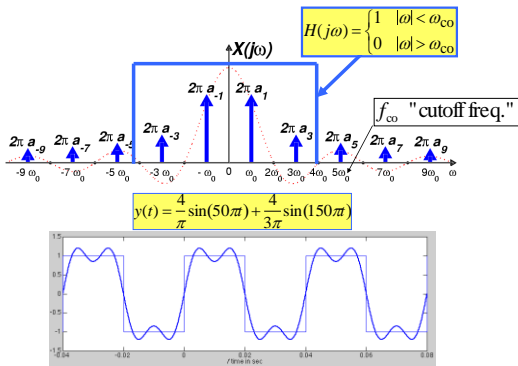 H(jω) = { 1 |ω| < ω_co
0 |ω| > ω_co
X(jω)
2π a_-1 2π a_1
2π a_-3 2π a_3
f_co "cutoff freq."
2π a_-9 2π a_-7 2π a_-5 2π a_5 2π a_7 2π a_9
-9 ω_0 -7 ω_0 -5 ω_0 -3 ω_0 -ω_0 0 ω_0 2ω_0 3ω_0 4ω_0 5ω_0 7ω_0 9ω_0 ω
y(t) = 4/π sin(50πt) + 4/3π sin(150πt)
1.5
1
0.5
0
-0.5
-1
-1.5
-0.04 -0.02 0 0.02 0.04 0.06 0.08
t time in sec